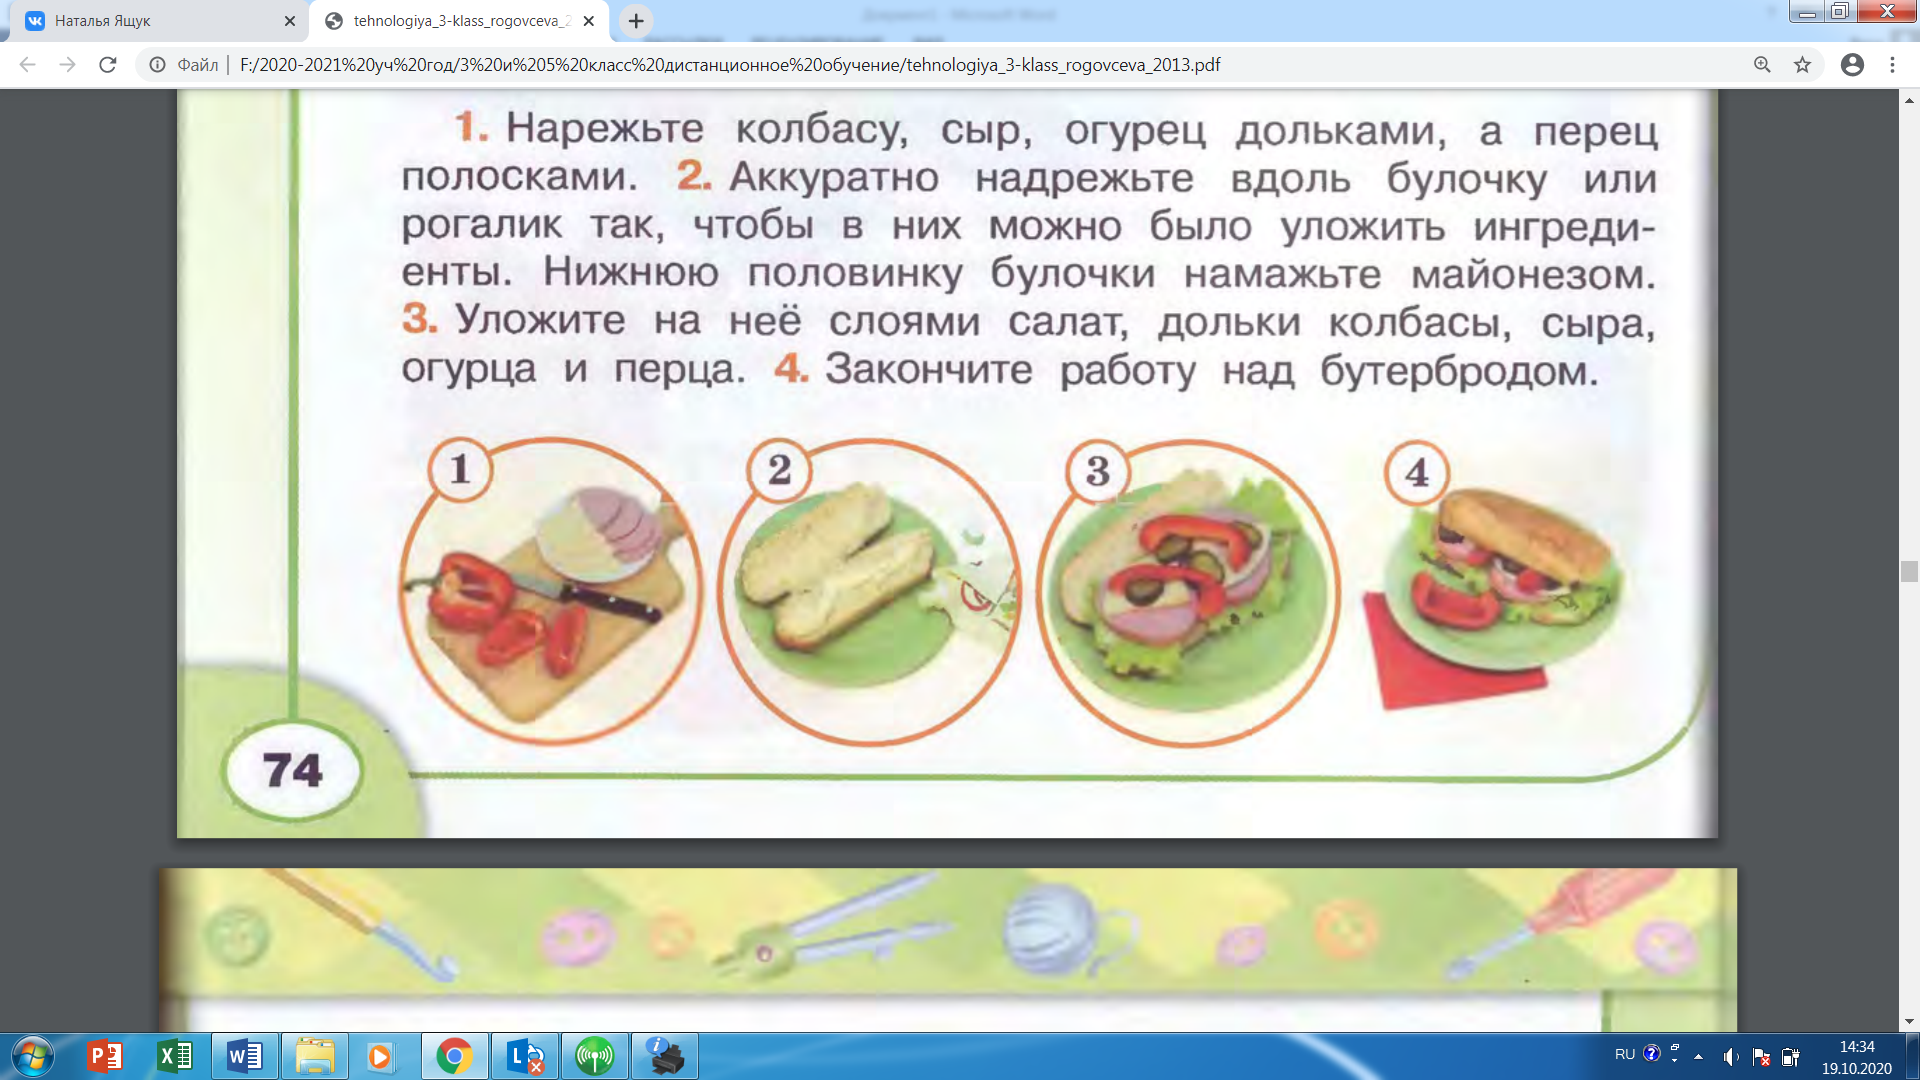 Наталья Ящук
tehnologiya_3-klass_rogovceva_2
Файл
F:/2020-2021%20уч%20год/3%20и%205%20класс%20дистанционное%20обучение/tehnologiya_3-klass_rogovceva_2013.pdf
1. Нарежьте колбасу, сыр, огурец дольками, а перец
полосками. 2. Аккуратно надрежьте вдоль булочку или
рогалик так, чтобы в них можно было уложить ингреди-
енты. Нижнюю половинку булочки намажьте майонезом.
3. Уложите на неё слоями салат, дольки колбасы, сыра,
огурца и перца. 4. Закончите работу над бутербродом.
1 2 3 4
74
RU
14:34
19.10.2020